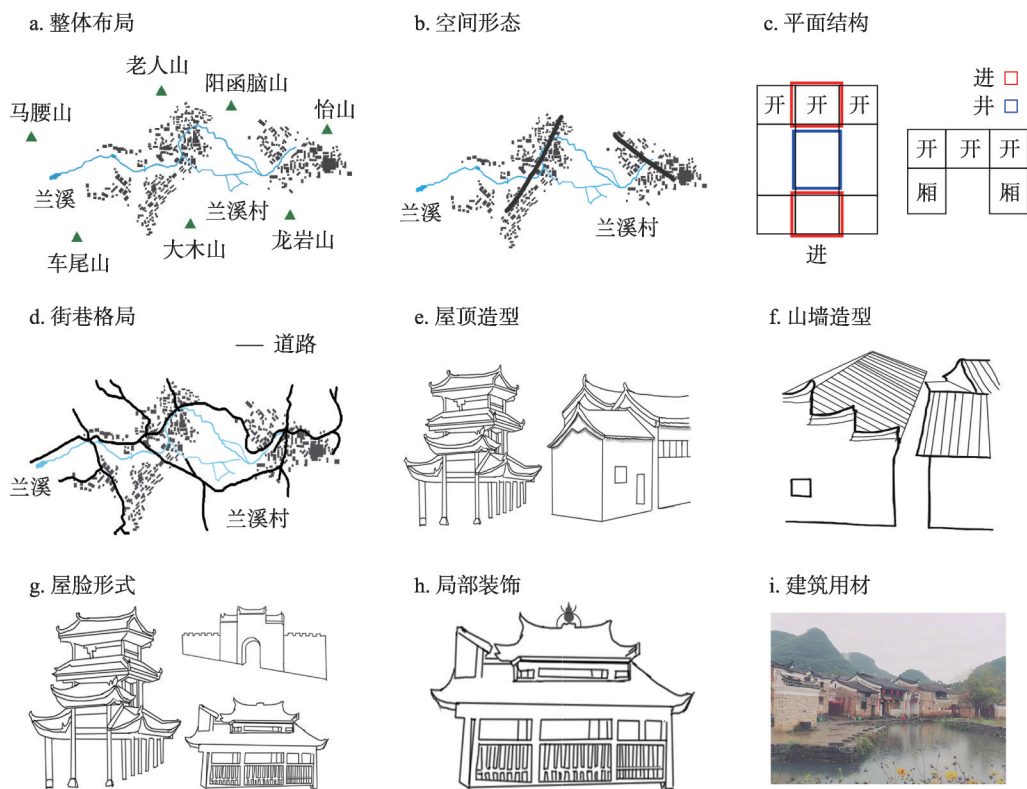 a. 整体布局
b. 空间形态
c. 平面结构
老人山
阳函脑山
马腰山
怡山
兰溪
兰溪村
车尾山
大木山
龙岩山
兰溪
兰溪村
进
井
开 开 开
开 开 开
厢 厢
进
d. 街巷格局
e. 屋顶造型
f. 山墙造型
道路
兰溪
兰溪村
g. 屋脸形式
h. 局部装饰
i. 建筑用材